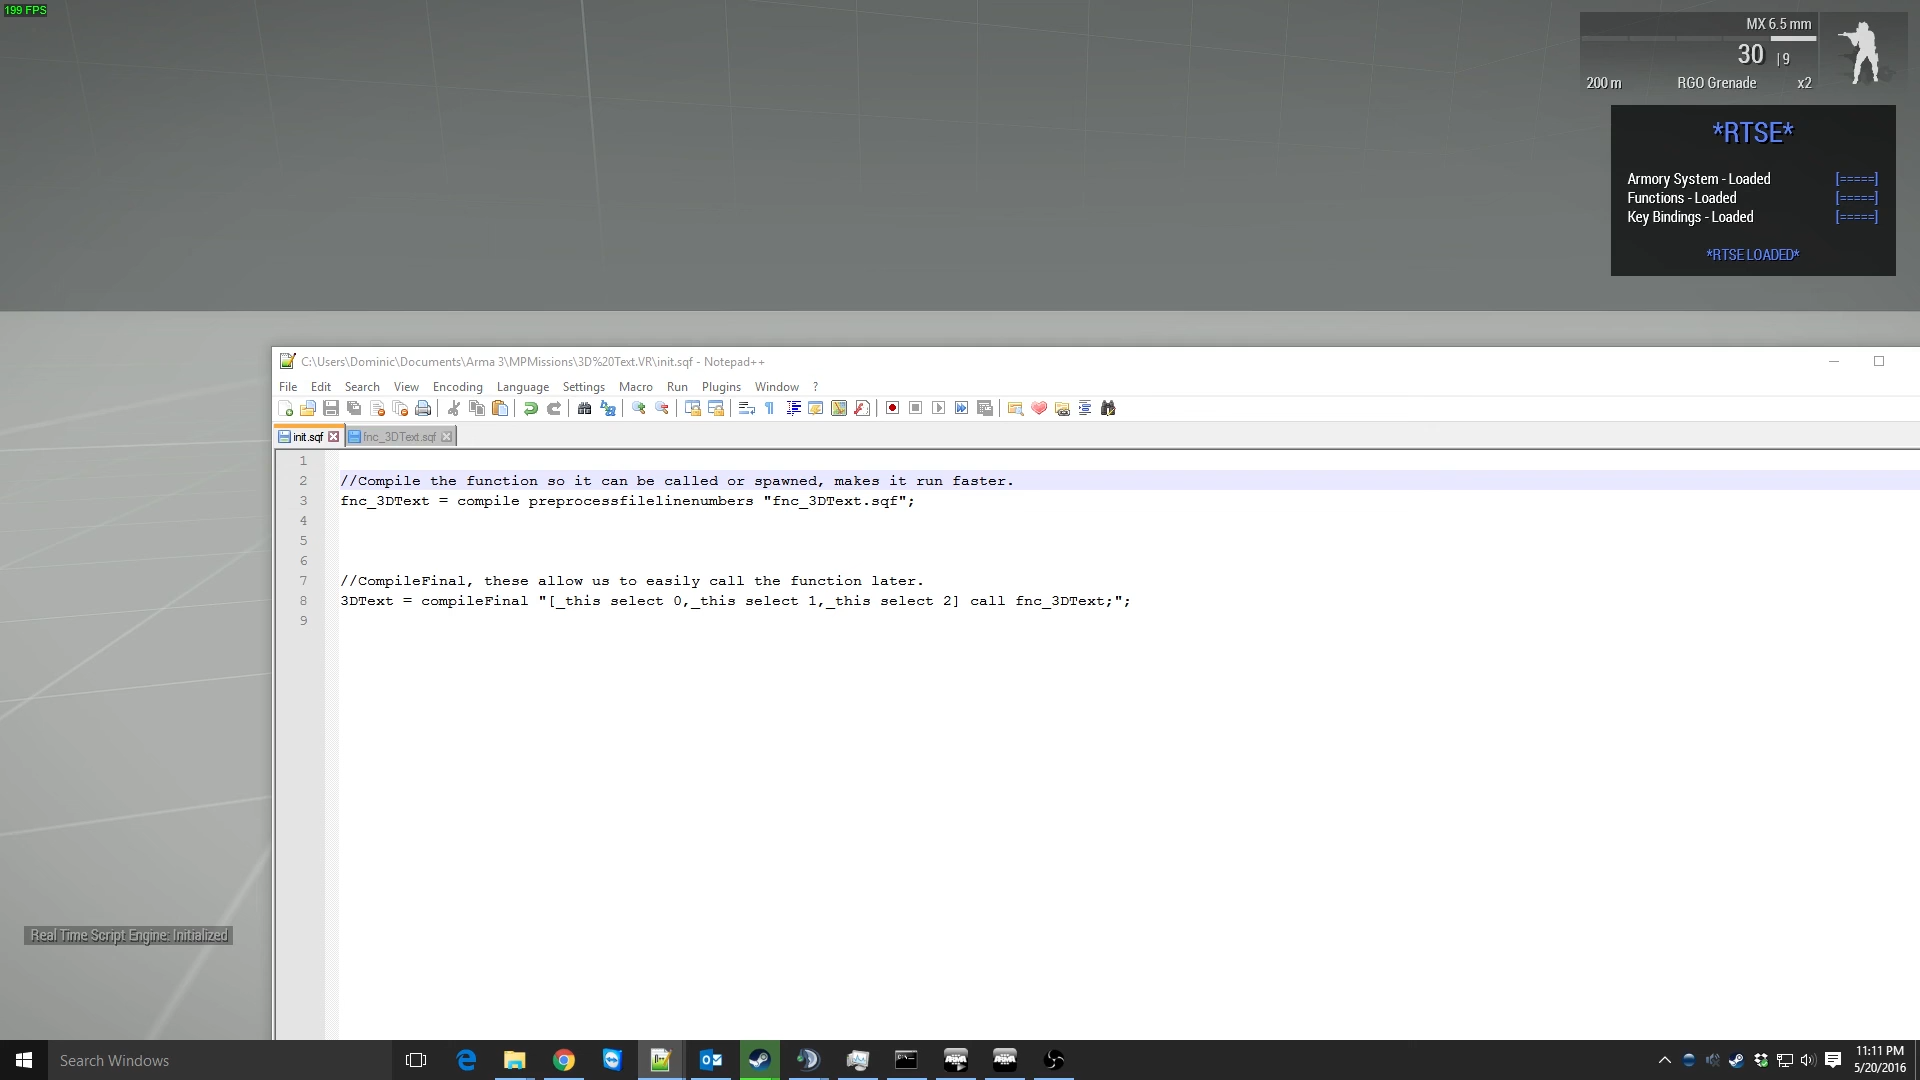 199 FPS
MX 6.5 mm
30 | 9
200 m RGO Grenade x2
*RTSE*
Armory System - Loaded [=====]
Functions - Loaded [=====]
Key Bindings - Loaded [=====]
*RTSE LOADED*
C:\Users\Dominic\Documents\Arma 3\MPMissions\3D%20Text.VR\init.sqf - Notepad++
File Edit Search View Encoding Language Settings Macro Run Plugins Window ?
init.sqf fnc_3DText.sqf
1
2 //Compile the function so it can be called or spawned, makes it run faster.
3 fnc_3DText = compile preprocessfilelinenumbers "fnc_3DText.sqf";
4
5
6
7 //CompileFinal, these allow us to easily call the function later.
8 3DText = compileFinal "[_this select 0,_this select 1,_this select 2] call fnc_3DText;";
9
Real Time Script Engine: Initialized
Search Windows
11:11 PM
5/20/2016